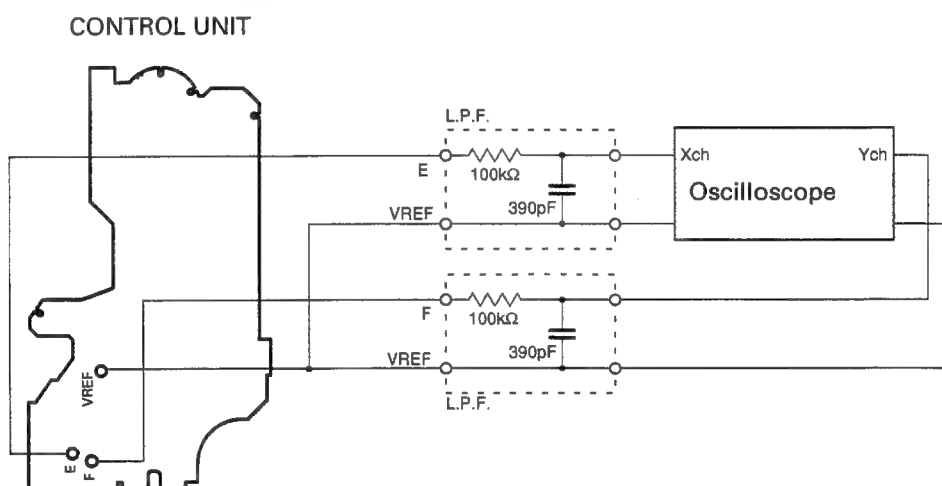 CONTROL UNIT
L.P.F.
E
100kΩ
390pF
VREF
Xch
Ych
Oscilloscope
F
100kΩ
390pF
VREF
L.P.F.
VREF
E
F